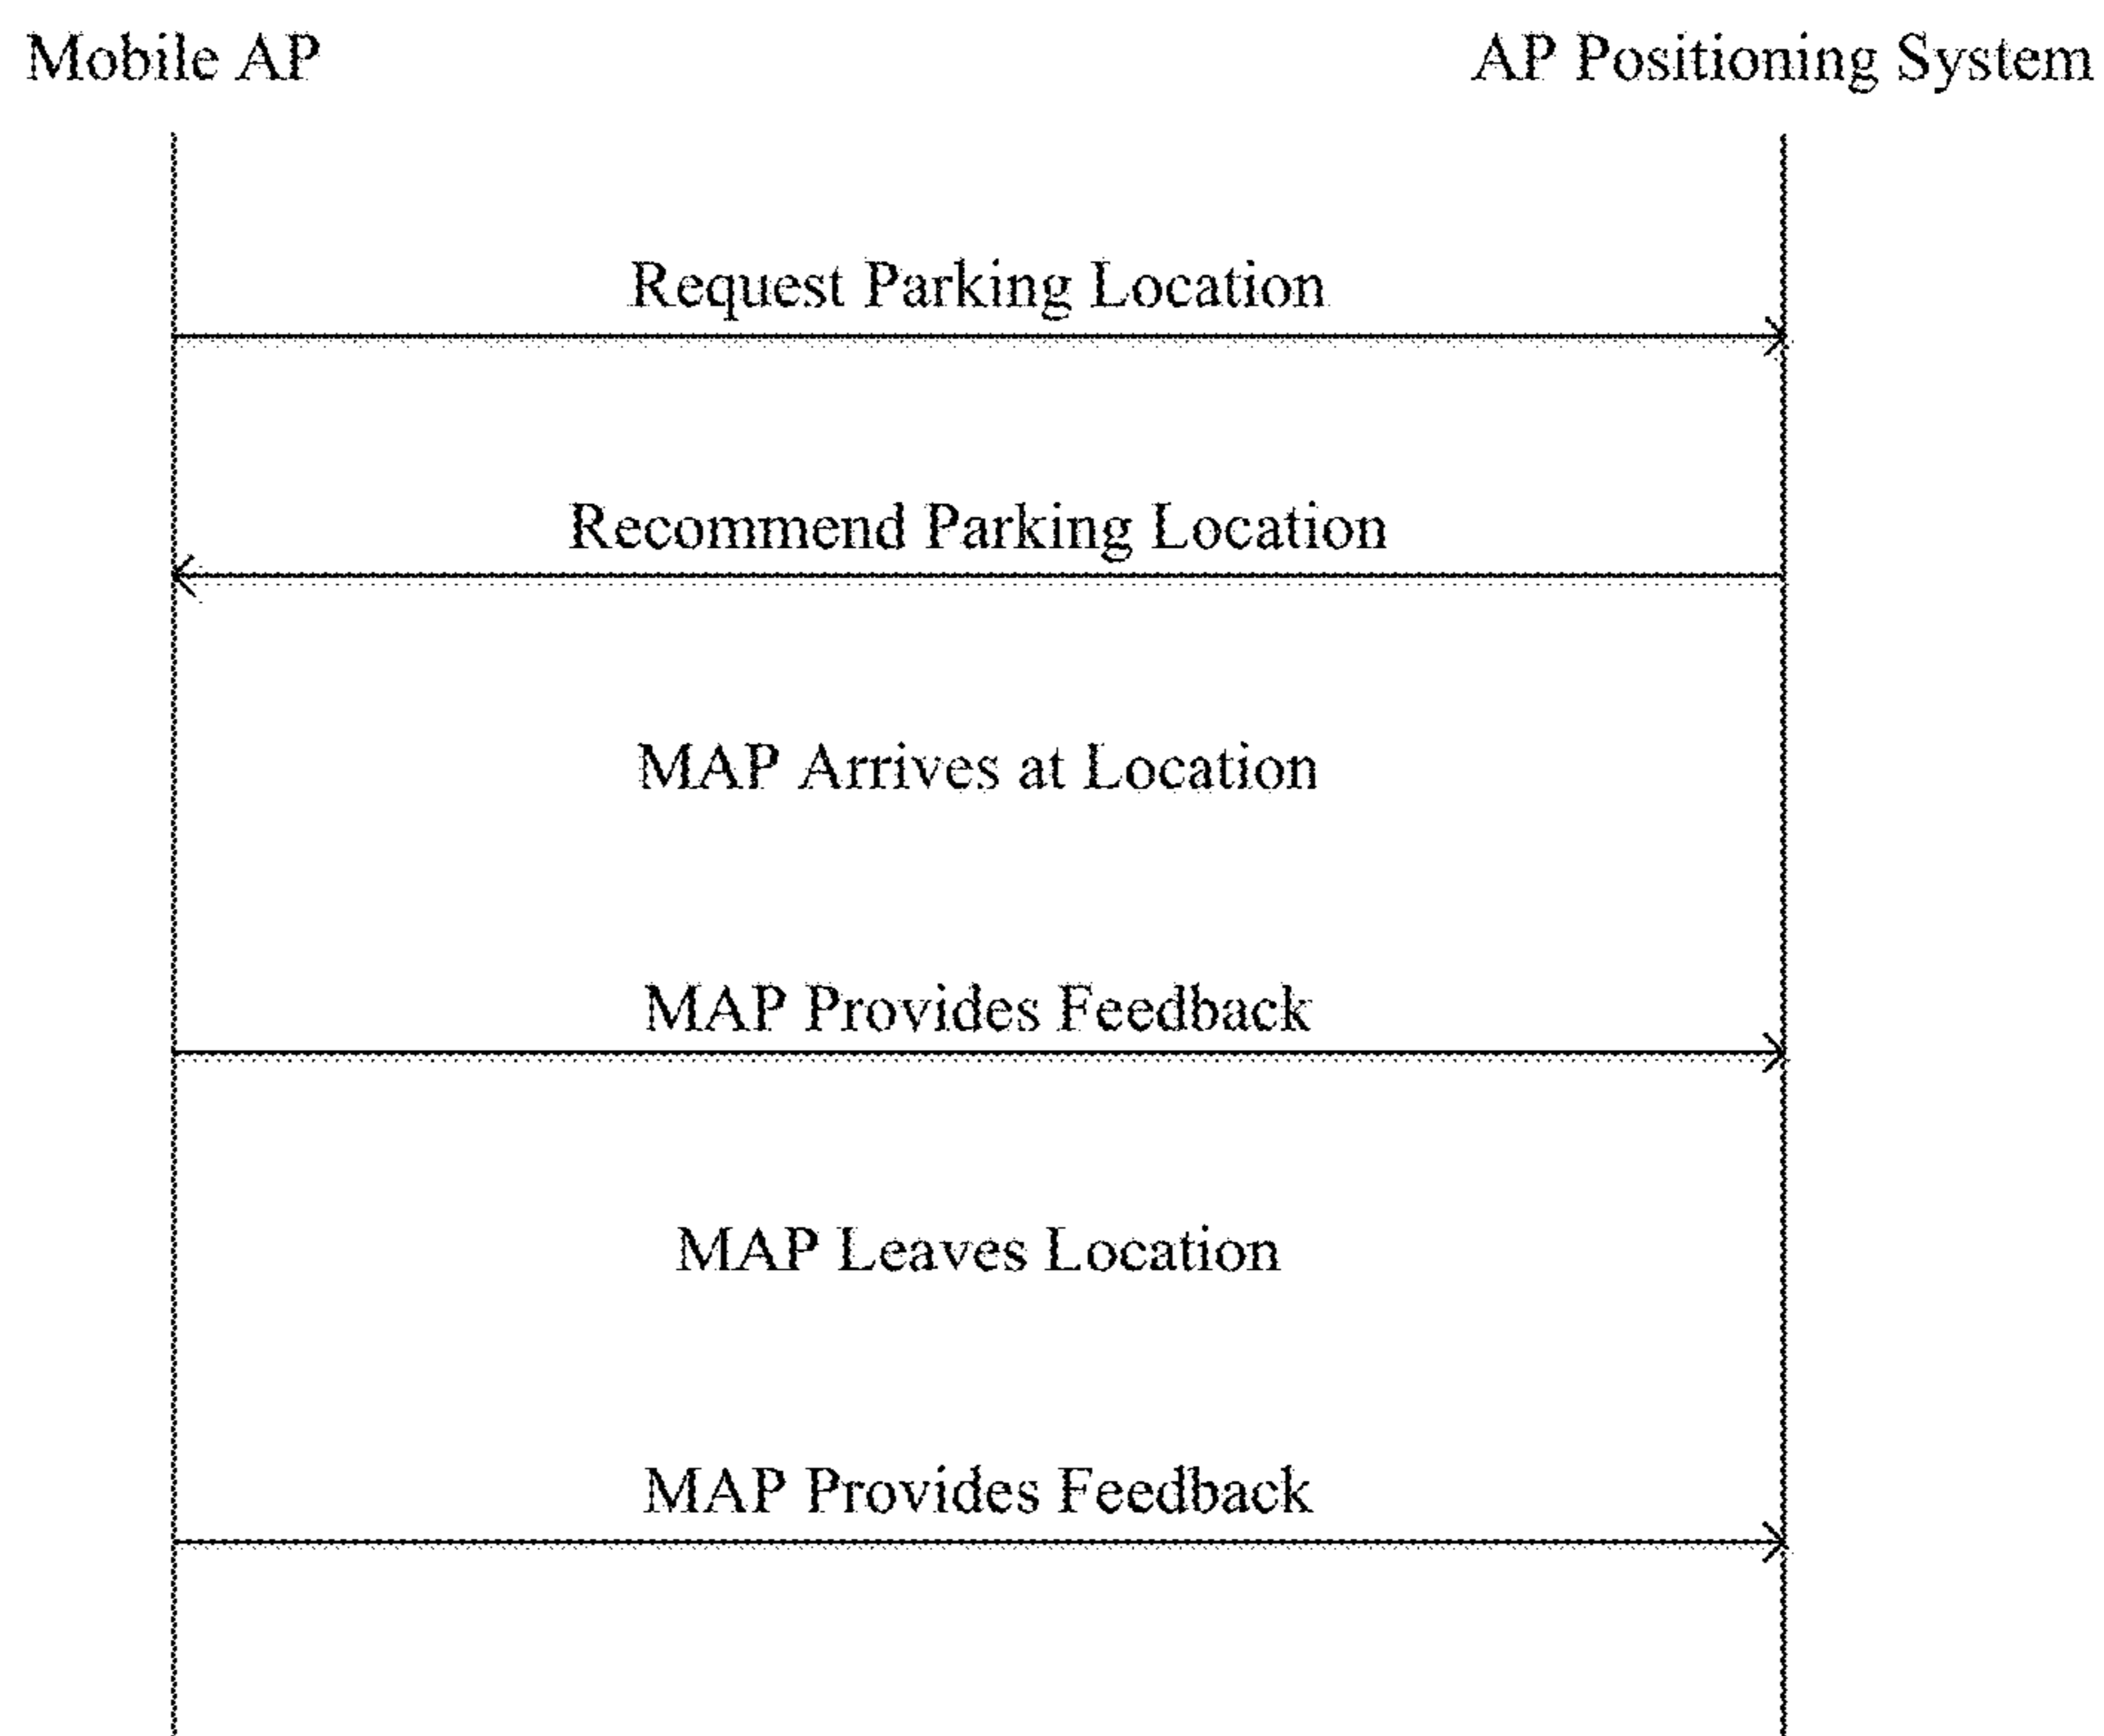 Mobile AP
AP Positioning System
Request Parking Location
Recommend Parking Location
MAP Arrives at Location
MAP Provides Feedback
MAP Leaves Location
MAP Provides Feedback